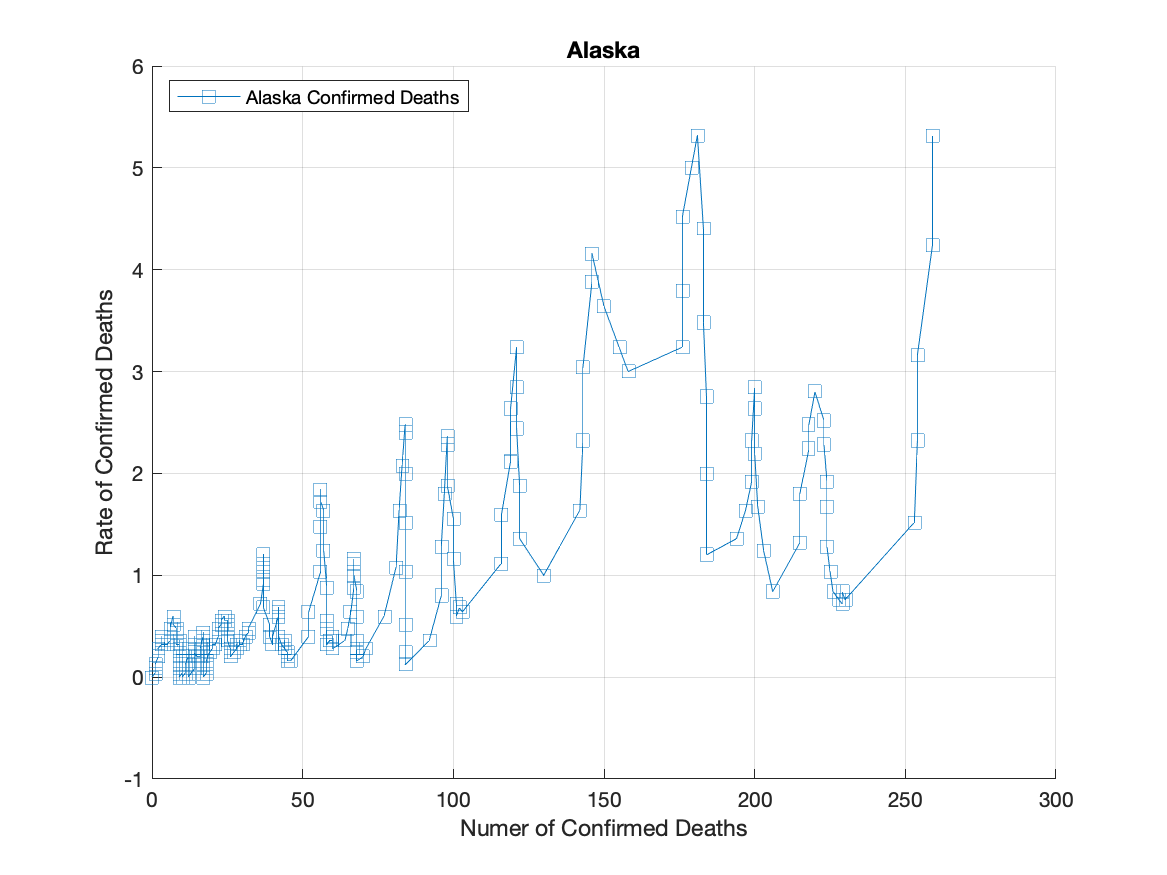 Alaska
Alaska Confirmed Deaths
Rate of Confirmed Deaths
6
5
4
3
2
1
0
-1
0 50 100 150 200 250 300
Numer of Confirmed Deaths